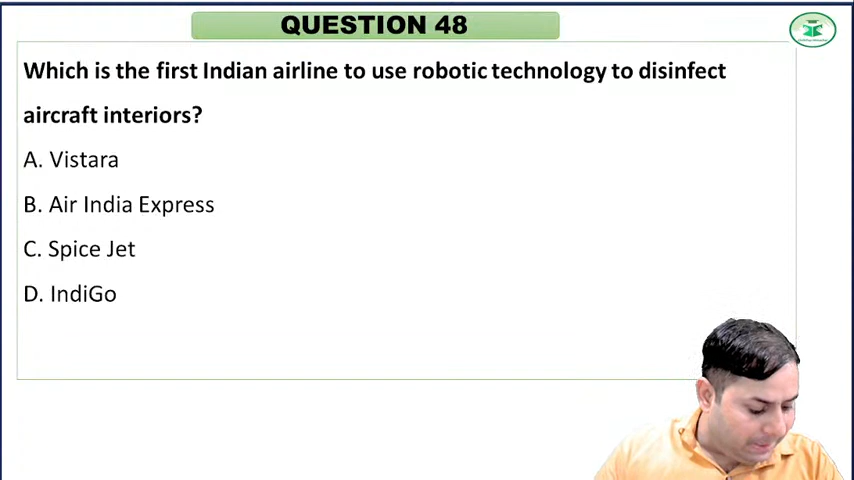 QUESTION 48
Which is the first Indian airline to use robotic technology to disinfect
aircraft interiors?
A. Vistara
B. Air India Express
C. Spice Jet
D. IndiGo